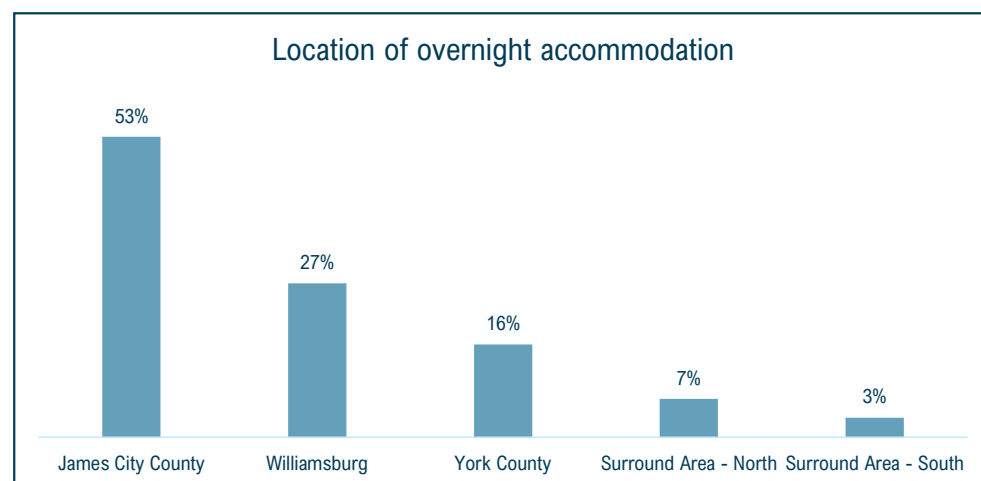 Location of overnight accommodation
53%
27%
16%
7%
3%
James City County
Williamsburg
York County
Surround Area - North
Surround Area - South